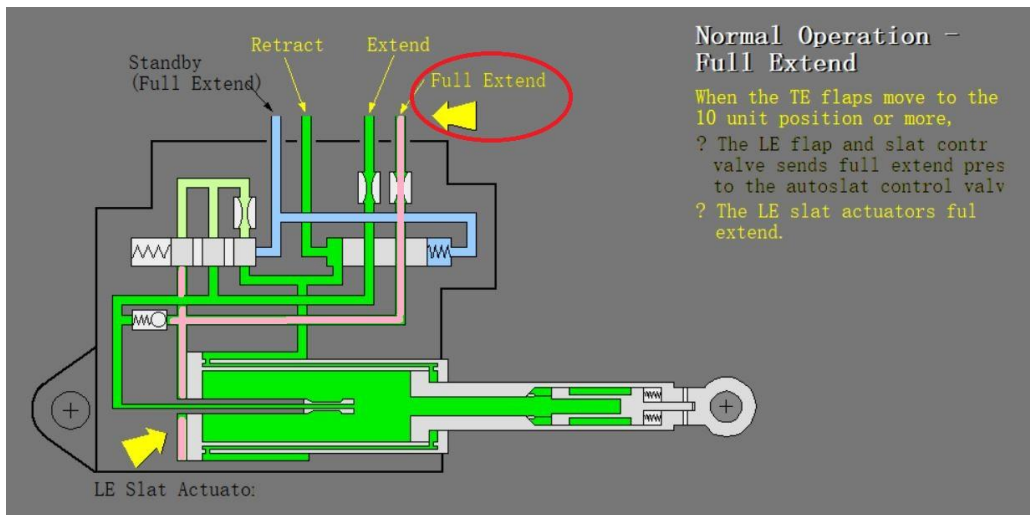 Standby
(Full Extend)
Retract
Extend
Full Extend
LE Slat Actuato:
Normal Operation -
Full Extend
When the TE flaps move to the
10 unit position or more,
? The LE flap and slat contr
valve sends full extend pres
to the autoslat control valv
? The LE slat actuators ful
extend.